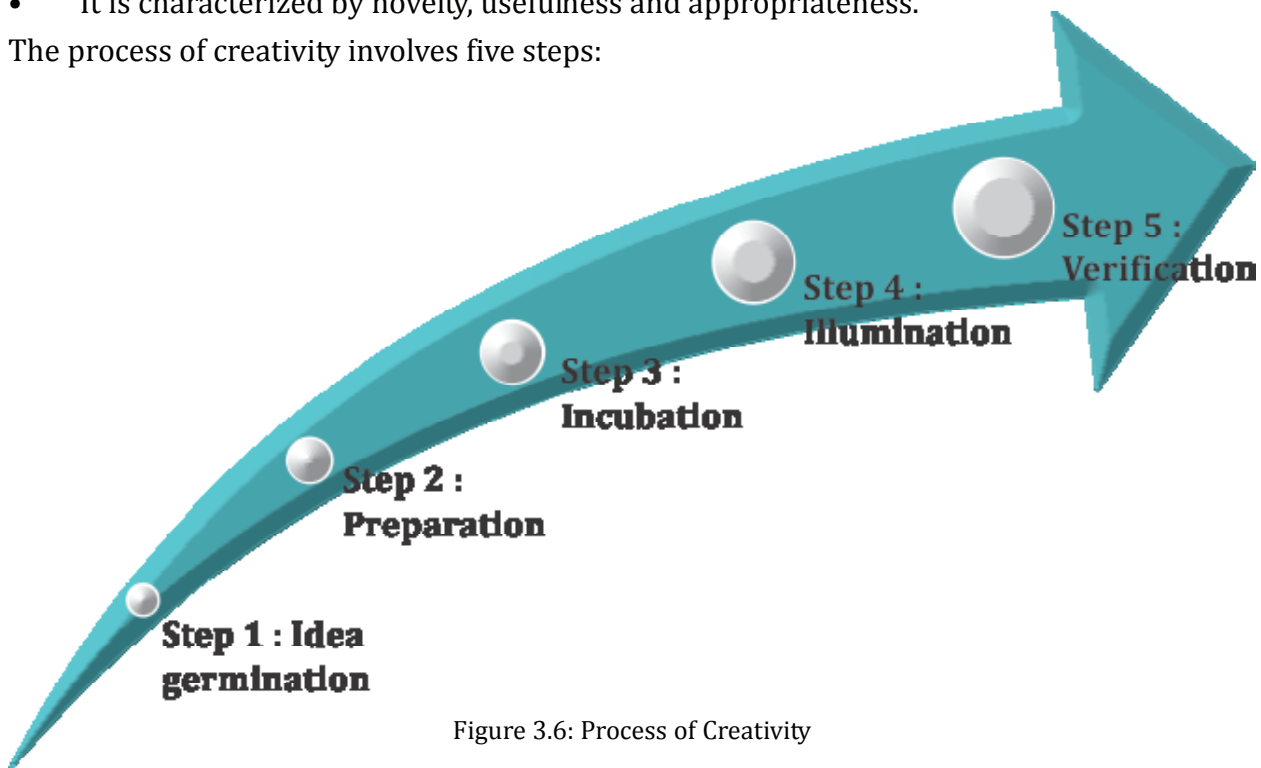 • It is characterized by novelty, usefulness and appropriateness.
The process of creativity involves five steps:
Step 5 :
Verification
Step 4 :
Illumination
Step 3 :
Incubation
Step 2 :
Preparation
Step 1 : Idea
germination
Figure 3.6: Process of Creativity